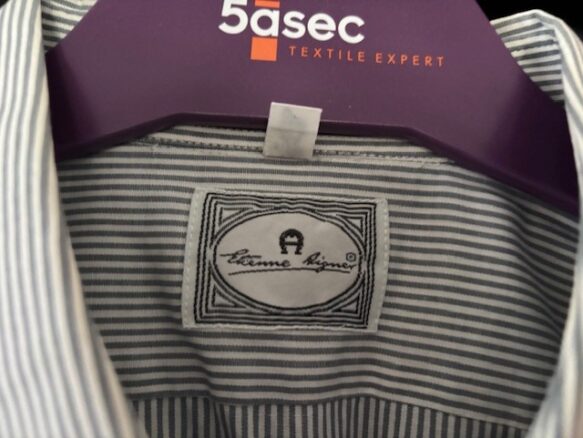 5àsec
TEXTILE EXPERT
Etienne Aigner ®